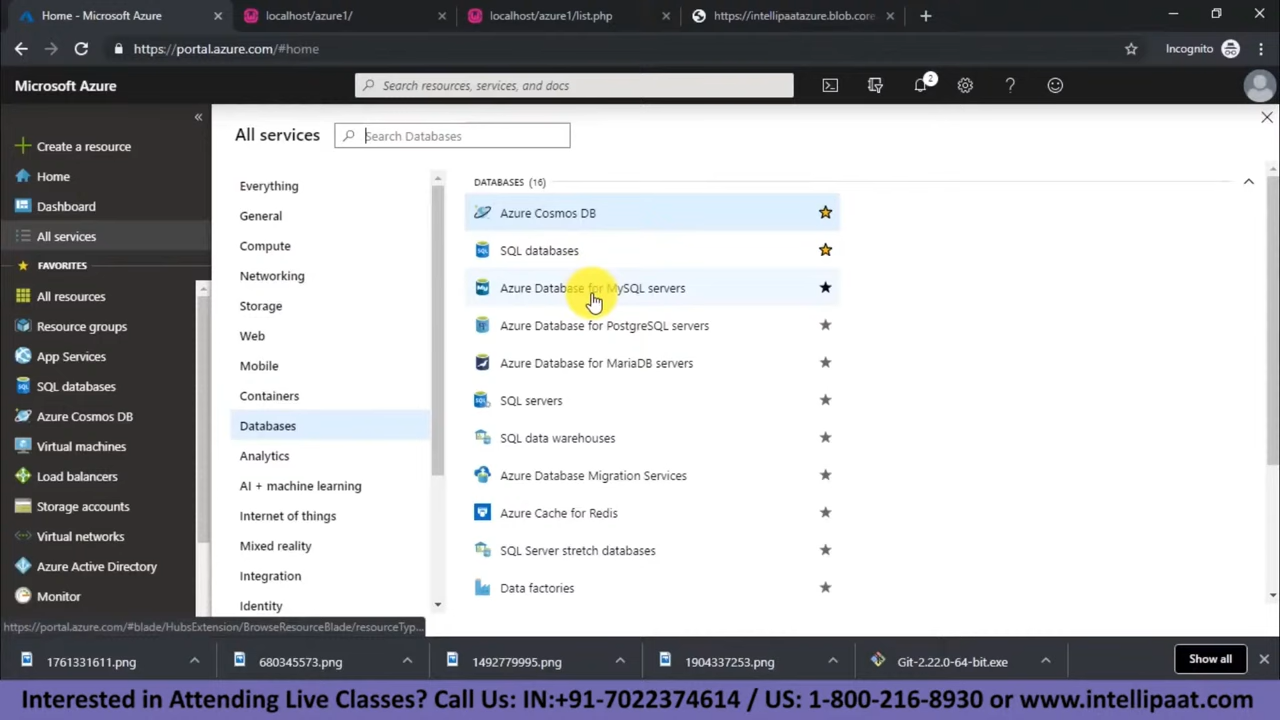 Home - Microsoft Azure
localhost/azure1/
localhost/azure1/list.php
https://intellipaatazure.blob.core
https://portal.azure.com/#home
Incognito
Microsoft Azure
Search resources, services, and docs
2
All services
Search Databases
Create a resource
Home
Dashboard
All services
FAVORITES
All resources
Resource groups
App Services
SQL databases
Azure Cosmos DB
Virtual machines
Load balancers
Storage accounts
Virtual networks
Azure Active Directory
Monitor
Everything
General
Compute
Networking
Storage
Web
Mobile
Containers
Databases
Analytics
AI + machine learning
Internet of things
Mixed reality
Integration
Identity
DATABASES (16)
Azure Cosmos DB
SQL databases
Azure Database for MySQL servers
Azure Database for PostgreSQL servers
Azure Database for MariaDB servers
SQL servers
SQL data warehouses
Azure Database Migration Services
Azure Cache for Redis
SQL Server stretch databases
Data factories
https://portal.azure.com/#blade/HubsExtension/BrowseResourceBlade/resourceTyp...
1761331611.png
680345573.png
1492779995.png
1904337253.png
Git-2.22.0-64-bit.exe
Show all
Interested in Attending Live Classes? Call Us: IN:+91-7022374614 / US: 1-800-216-8930 or www.intellipaat.com